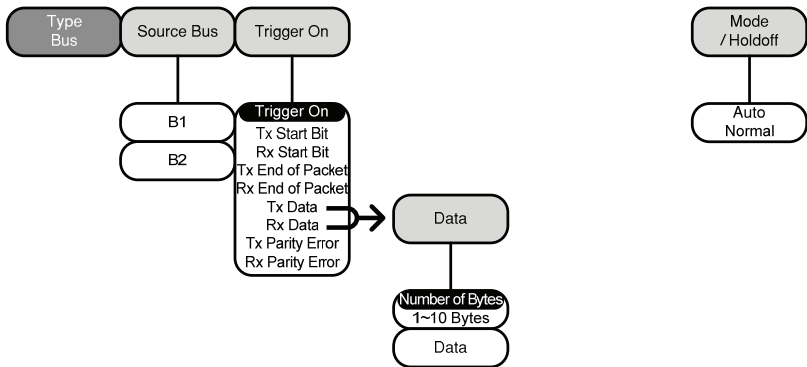 Type
Bus
Source Bus
Trigger On
Mode
/ Holdoff
B1
B2
Trigger On
Tx Start Bit
Rx Start Bit
Tx End of Packet
Rx End of Packet
Tx Data
Rx Data
Tx Parity Error
Rx Parity Error
Auto
Normal
Data
Number of Bytes
1~10 Bytes
Data